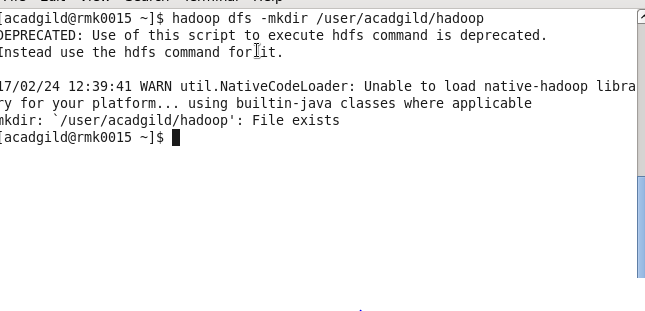 [acadgild@rmk0015 ~]$ hadoop dfs -mkdir /user/acadgild/hadoop
DEPRECATED: Use of this script to execute hdfs command is deprecated.
Instead use the hdfs command for it.
17/02/24 12:39:41 WARN util.NativeCodeLoader: Unable to load native-hadoop libra
ry for your platform... using builtin-java classes where applicable
mkdir: `/user/acadgild/hadoop': File exists
[acadgild@rmk0015 ~]$